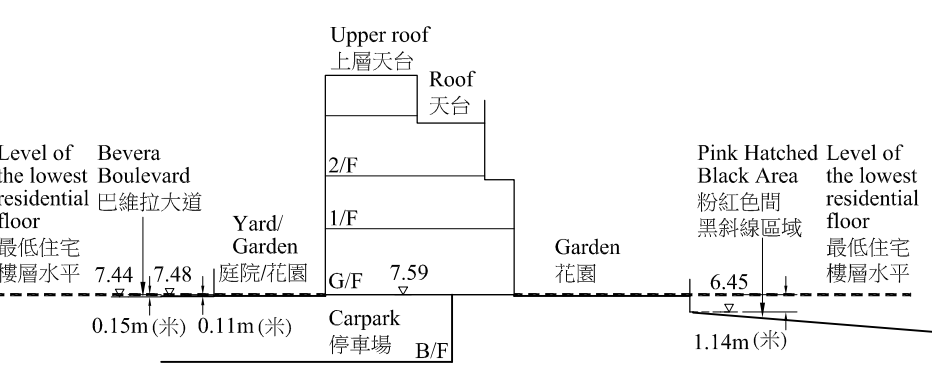 Upper roof
上層天台
Roof
天台
Level of
the lowest
residential
floor
最低住宅
樓層水平
Bevera
Boulevard
巴維拉大道
Yard/
Garden
庭院/花園
2/F
1/F
G/F
7.59
7.44
7.48
0.15m(米)
0.11m(米)
Carpark
停車場
B/F
Garden
花園
Pink Hatched
Black Area
粉紅色間
黑斜線區域
Level of
the lowest
residential
floor
最低住宅
樓層水平
6.45
1.14m(米)